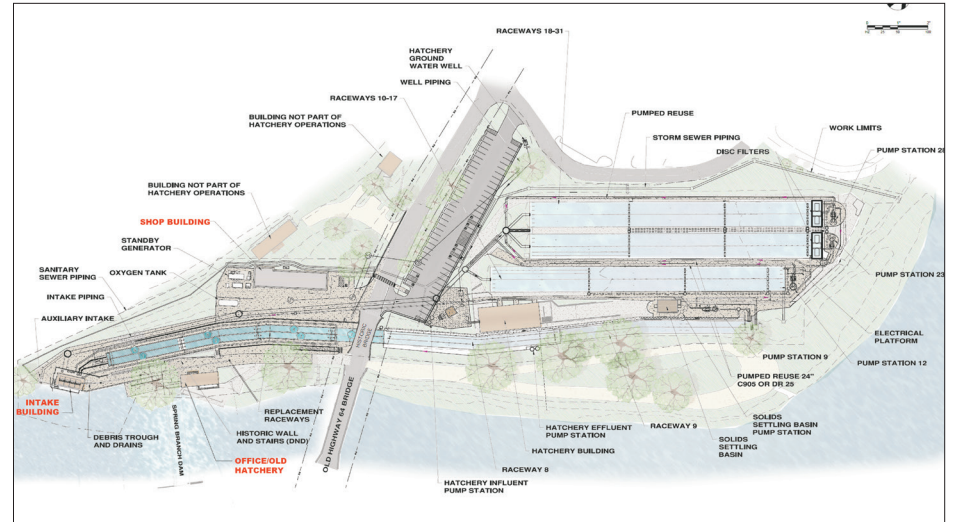 RACEWAYS 18-31
HATCHERY
GROUND
WATER WELL
WELL PIPING
RACEWAYS 10-17
BUILDING NOT PART OF
HATCHERY OPERATIONS
PUMPED REUSE
STORM SEWER PIPING
WORK LIMITS
DISC FILTERS
BUILDING NOT PART OF
HATCHERY OPERATIONS
SHOP BUILDING
STANDBY
GENERATOR
SANITARY
SEWER PIPING
OXYGEN TANK
INTAKE PIPING
AUXILIARY INTAKE
PUMP STATION 23
ELECTRICAL
PLATFORM
PUMP STATION 9
PUMP STATION 12
PUMPED REUSE 24"
C905 OR DR 25
INTAKE
BUILDING
DEBRIS TROUGH
AND DRAINS
SPRING BRANCH DAM
REPLACEMENT
RACEWAYS
HISTORIC WALL
AND STAIRS (DND)
OFFICE/OLD
HATCHERY
OLD HIGHWAY 64 BRIDGE
HATCHERY EFFLUENT
PUMP STATION
RACEWAY 9
HATCHERY BUILDING
SOLIDS
SETTLING BASIN
PUMP STATION
SOLIDS
SETTLING
BASIN
RACEWAY 8
HATCHERY INFLUENT
PUMP STATION